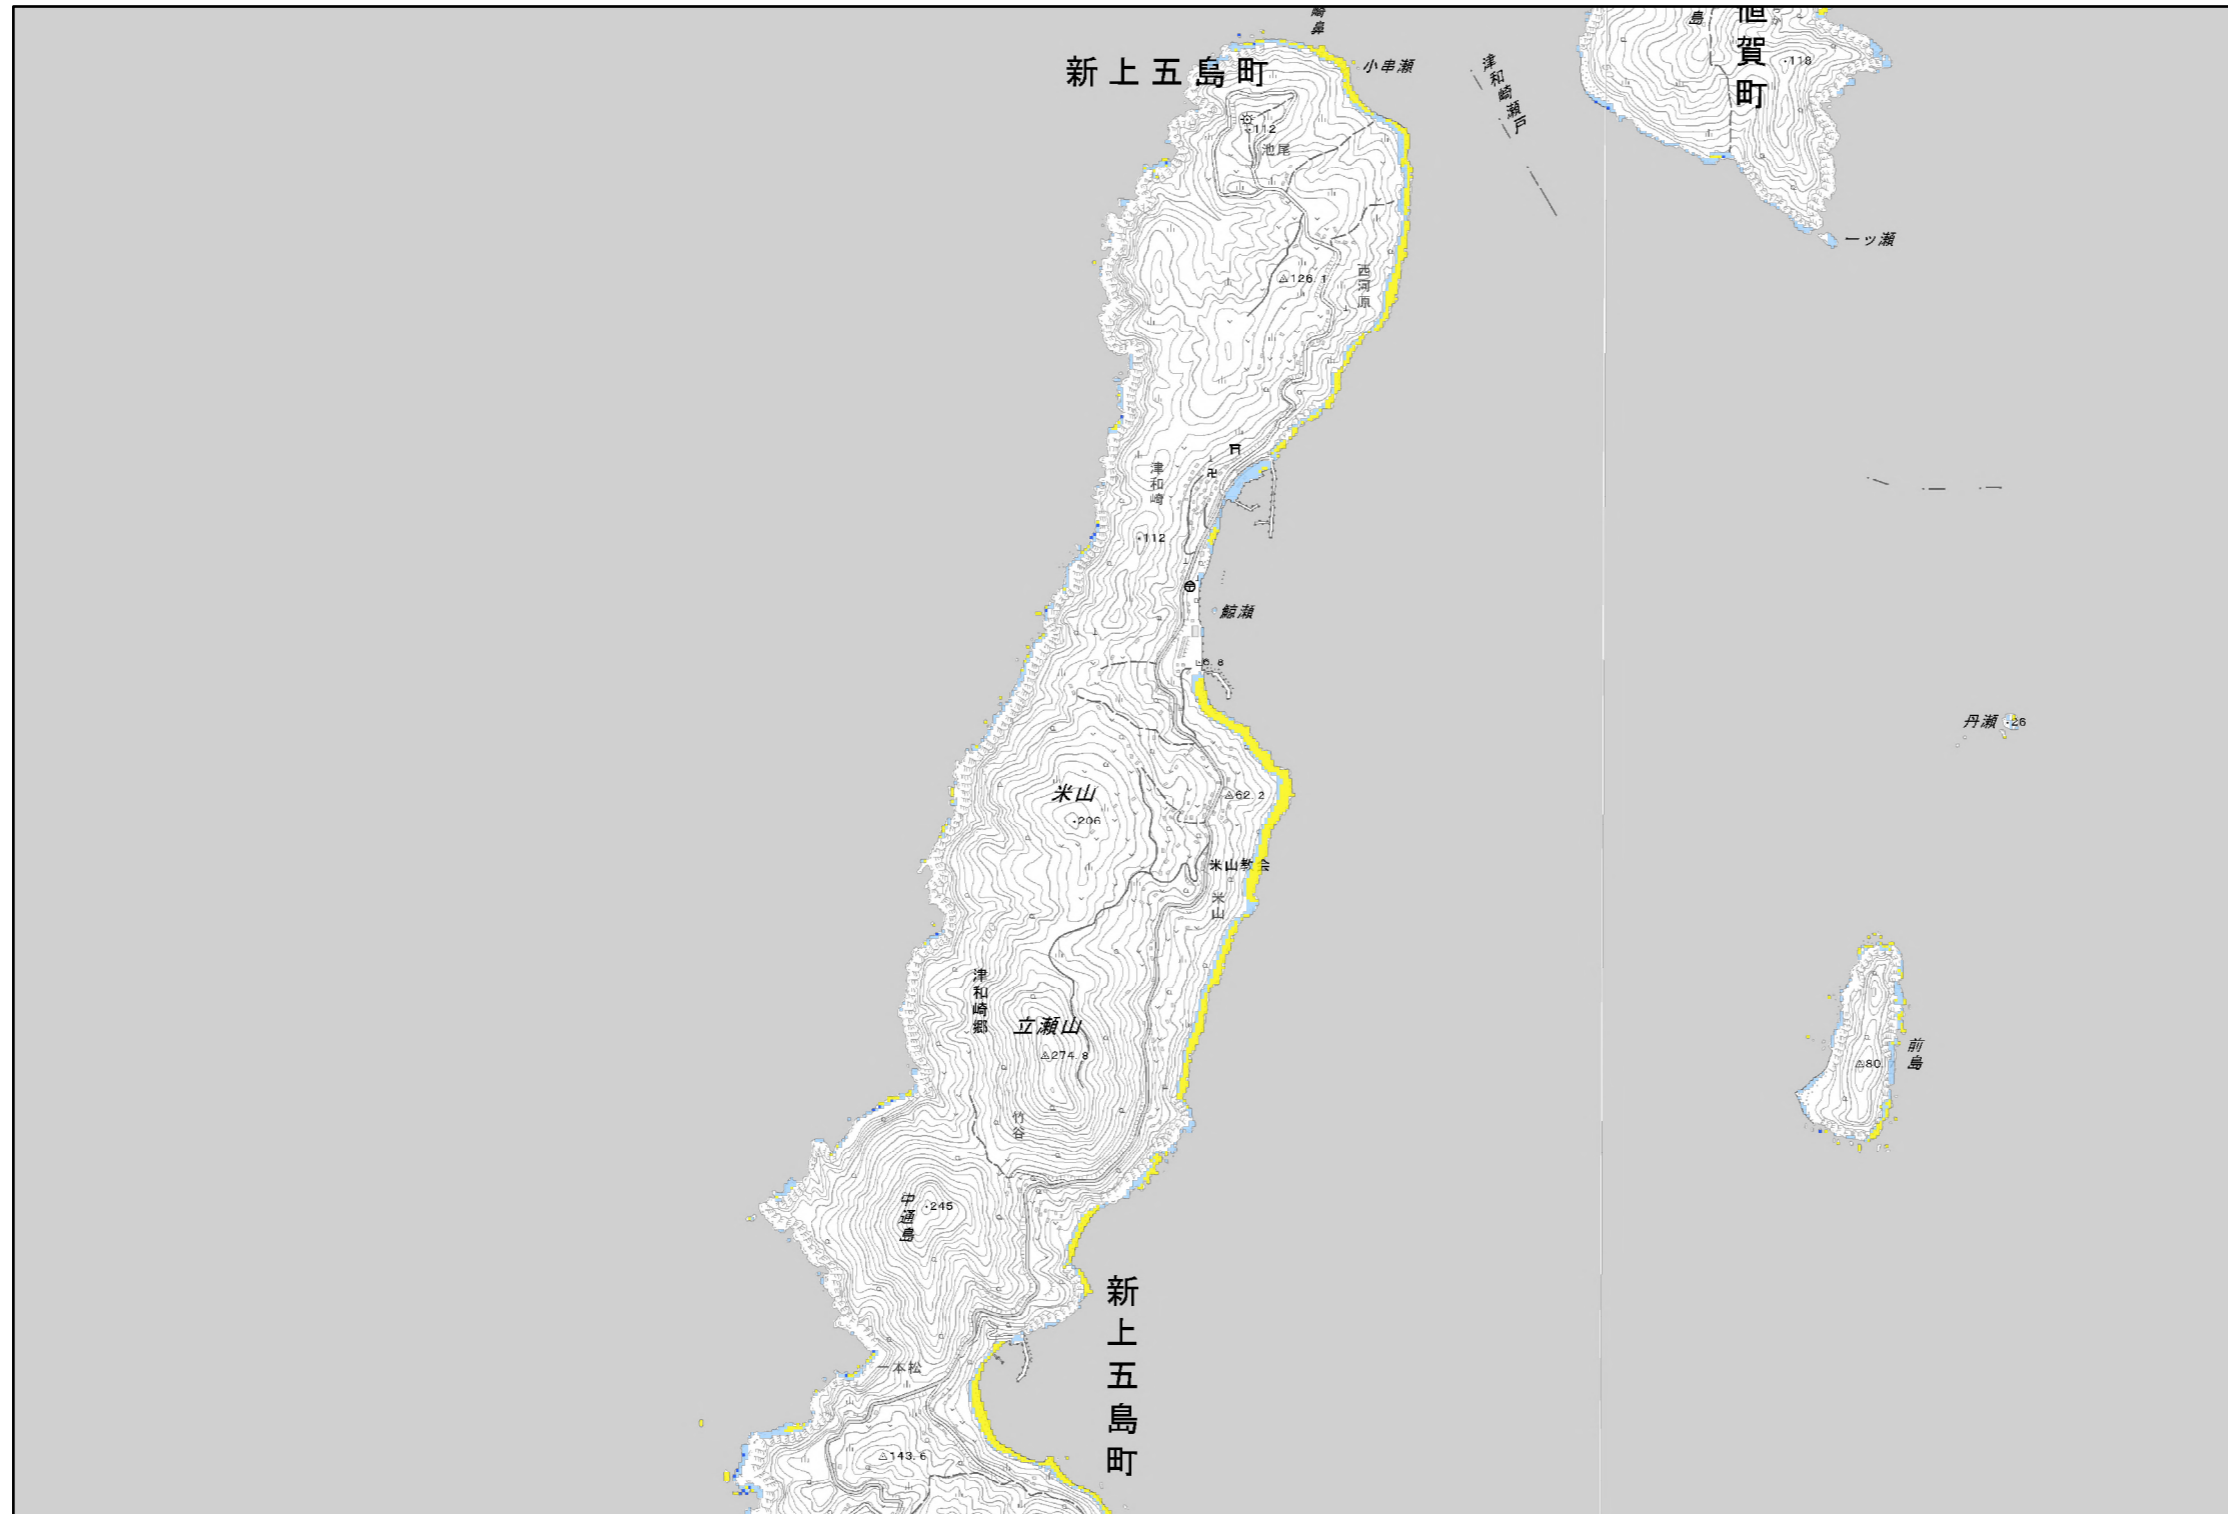 崎鼻
島
値賀町
新上五島町
小串瀬
津和崎瀬戸
118
112
池尾
一ッ瀬
西河原
126.1
津和崎
112
鯨瀬
6.8
丹瀬
26
米山
206
62.2
米山教会
米山
津和崎郷
立瀬山
274.8
前島
80
竹谷
中通島
245
新上五島町
一本松
143.6